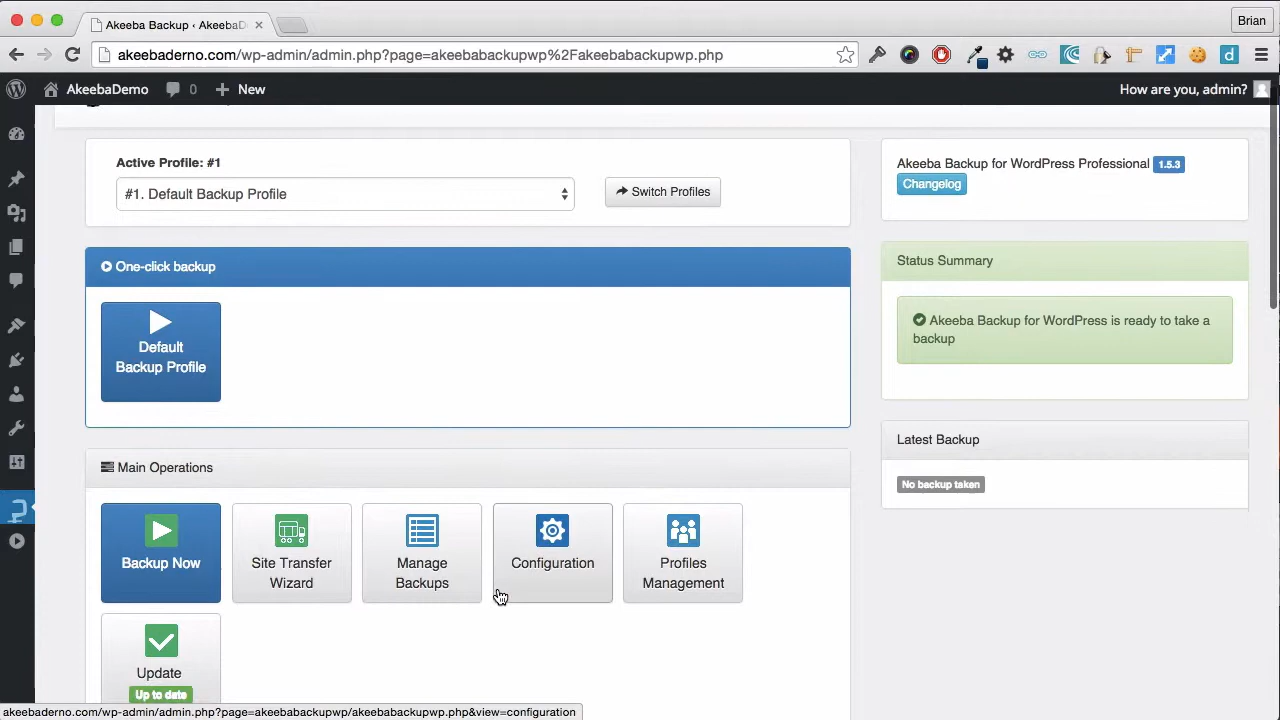 Akeeba Backup ‹ AkeebaD
Brian
akeebaderno.com/wp-admin/admin.php?page=akeebabackupwp%2Fakeebabackupwp.php
AkeebaDemo 0 New How are you, admin?
Active Profile: #1
#1. Default Backup Profile
Switch Profiles
Akeeba Backup for WordPress Professional 1.5.3
Changelog
One-click backup
Default
Backup Profile
Status Summary
Akeeba Backup for WordPress is ready to take a
backup
Latest Backup
No backup taken
Main Operations
Backup Now
Site Transfer
Wizard
Manage
Backups
Configuration
Profiles
Management
Update
Up to date
akeebaderno.com/wp-admin/admin.php?page=akeebabackupwp/akeebabackupwp.php&view=configuration